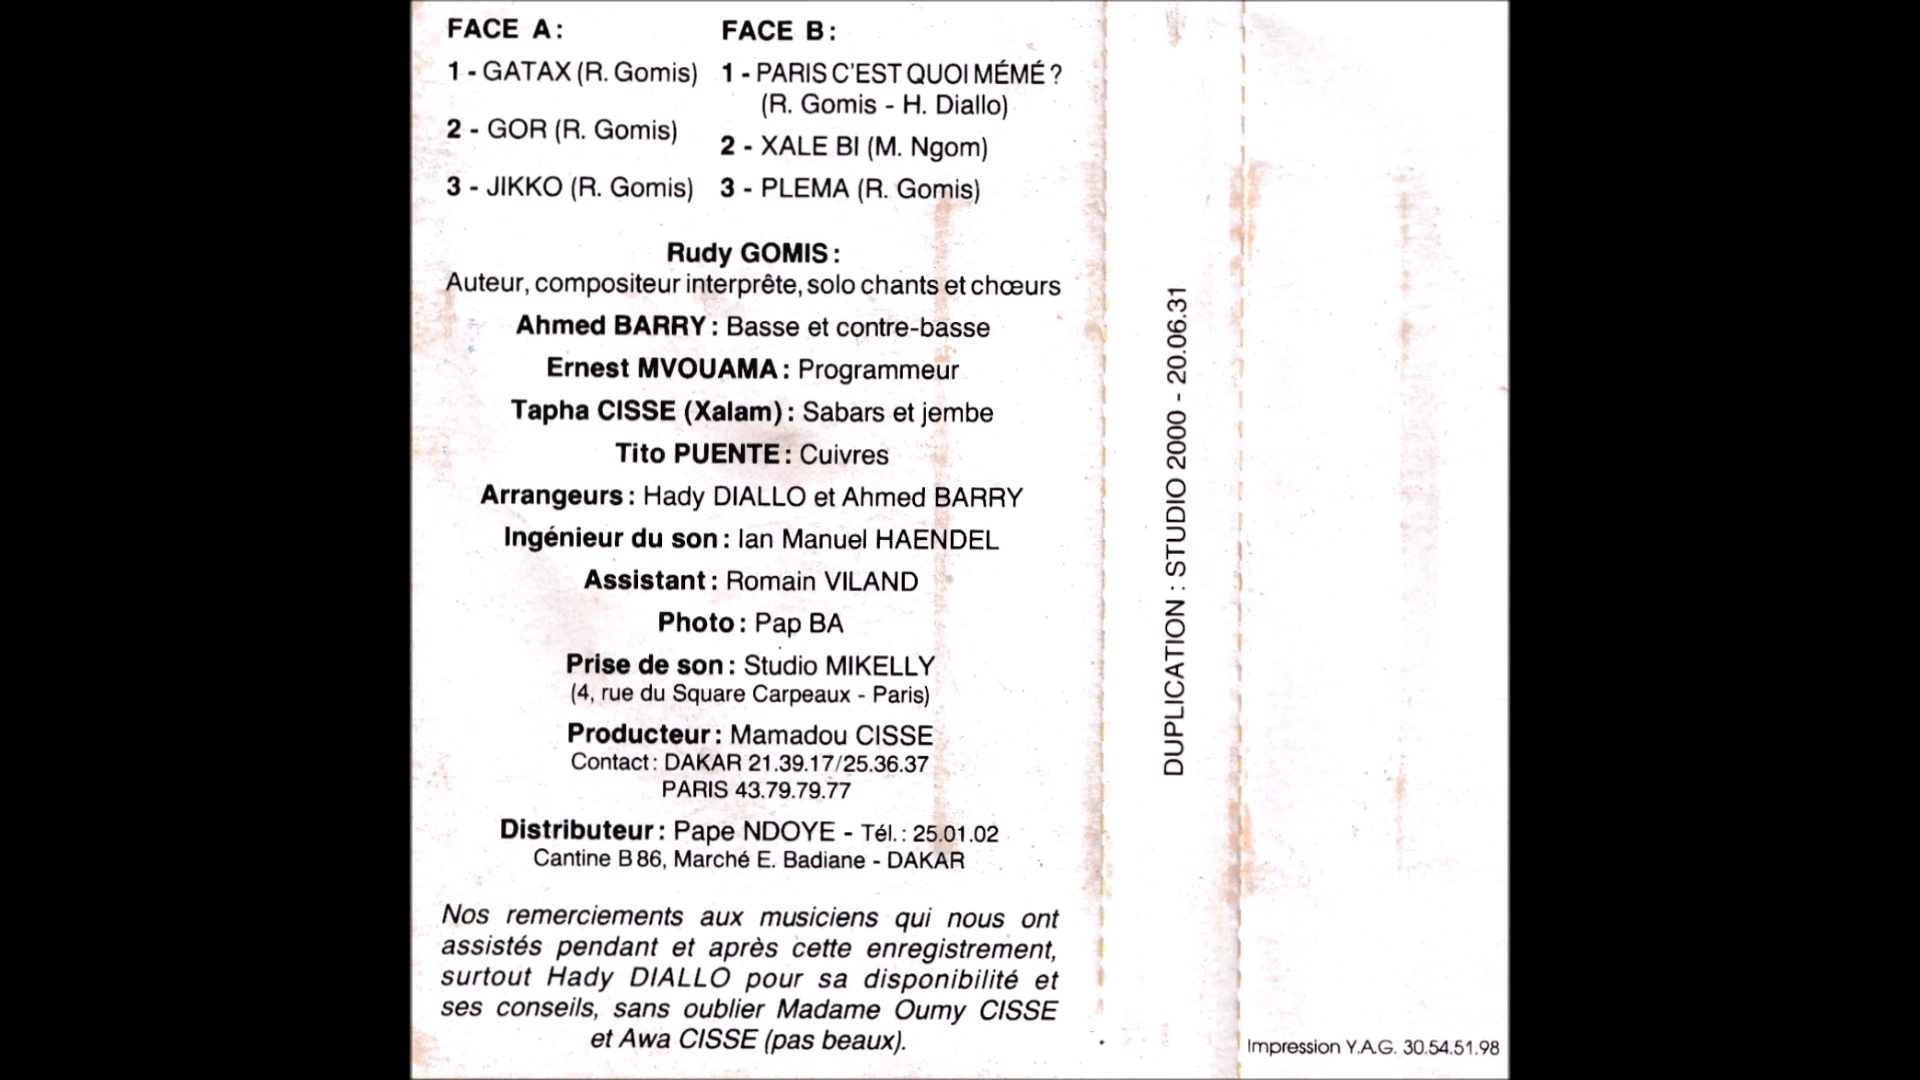 FACE A :
1 - GATAX (R. Gomis)
2 - GOR (R. Gomis)
3 - JIKKO (R. Gomis)
FACE B :
1 - PARIS C'EST QUOI MÉMÉ ?
(R. Gomis - H. Diallo)
2 - XALE BI (M. Ngom)
3 - PLEMA (R. Gomis)
Rudy GOMIS :
Auteur, compositeur interprête, solo chants et chœurs
Ahmed BARRY : Basse et contre-basse
Ernest MVOUAMA : Programmeur
Tapha CISSE (Xalam) : Sabars et jembe
Tito PUENTE : Cuivres
Arrangeurs : Hady DIALLO et Ahmed BARRY
Ingénieur du son : Ian Manuel HAENDEL
Assistant : Romain VILAND
Photo : Pap BA
Prise de son : Studio MIKELLY
(4, rue du Square Carpeaux - Paris)
Producteur : Mamadou CISSE
Contact : DAKAR 21.39.17/25.36.37
PARIS 43.79.79.77
Distributeur : Pape NDOYE - Tél. : 25.01.02
Cantine B 86, Marché E. Badiane - DAKAR
Nos remerciements aux musiciens qui nous ont
assistés pendant et après cette enregistrement,
surtout Hady DIALLO pour sa disponibilité et
ses conseils, sans oublier Madame Oumy CISSE
et Awa CISSE (pas beaux).
DUPLICATION : STUDIO 2000 - 20.06.31
Impression Y.A.G. 30.54.51.98